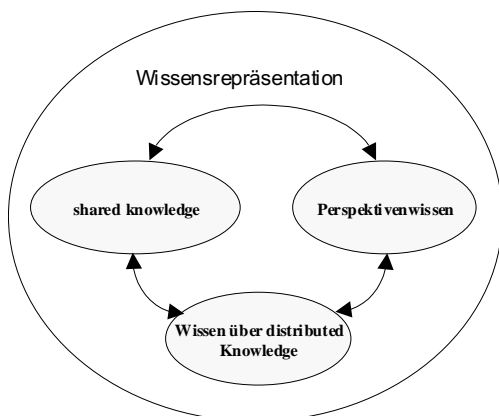 Wissensrepräsentation
shared knowledge
Perspektivenwissen
Wissen über distributed
Knowledge